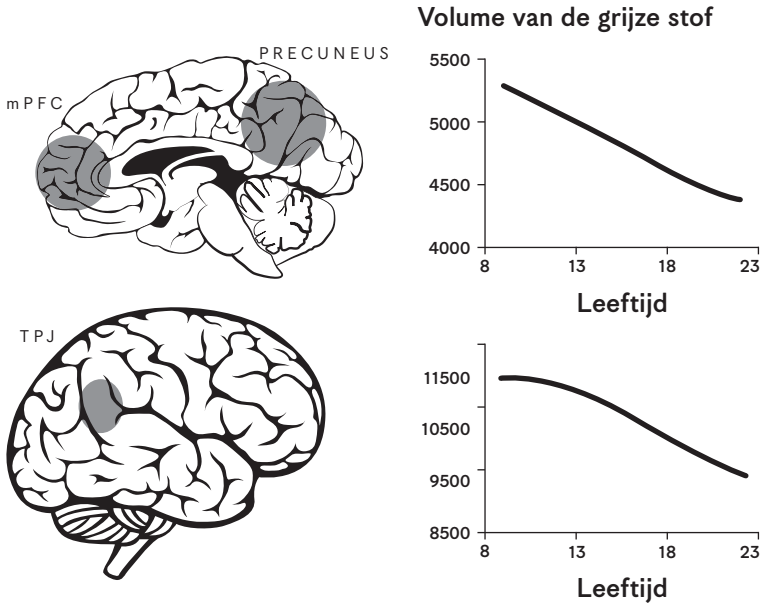 Volume van de grijze stof
PRECUNEUS
mPFC
5500
5000
4500
4000
8 13 18 23
Leeftijd
TPJ
11500
10500
9500
8500
8 13 18 23
Leeftijd